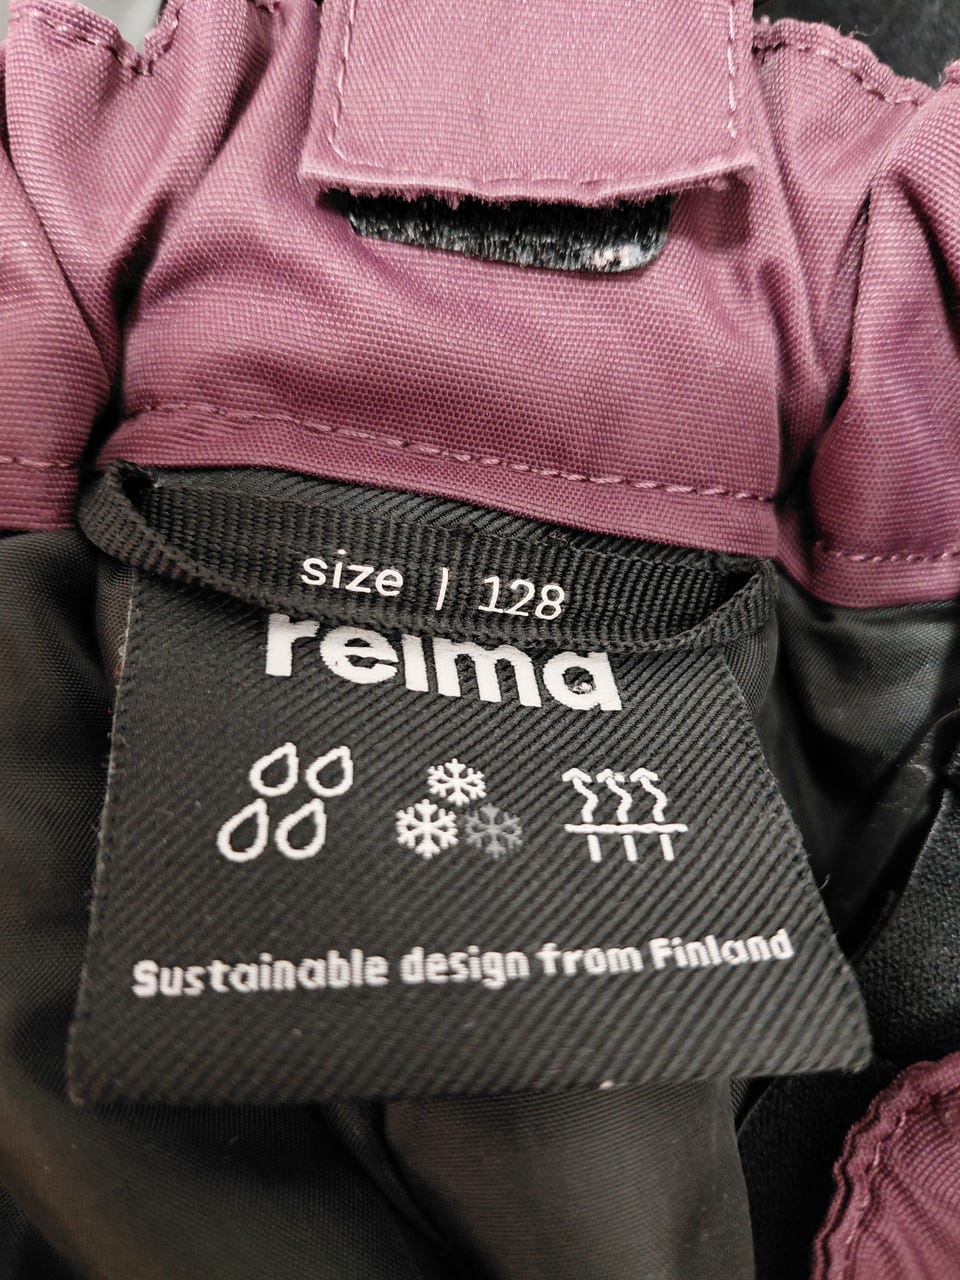 size | 128
reima
Sustainable design from Finland